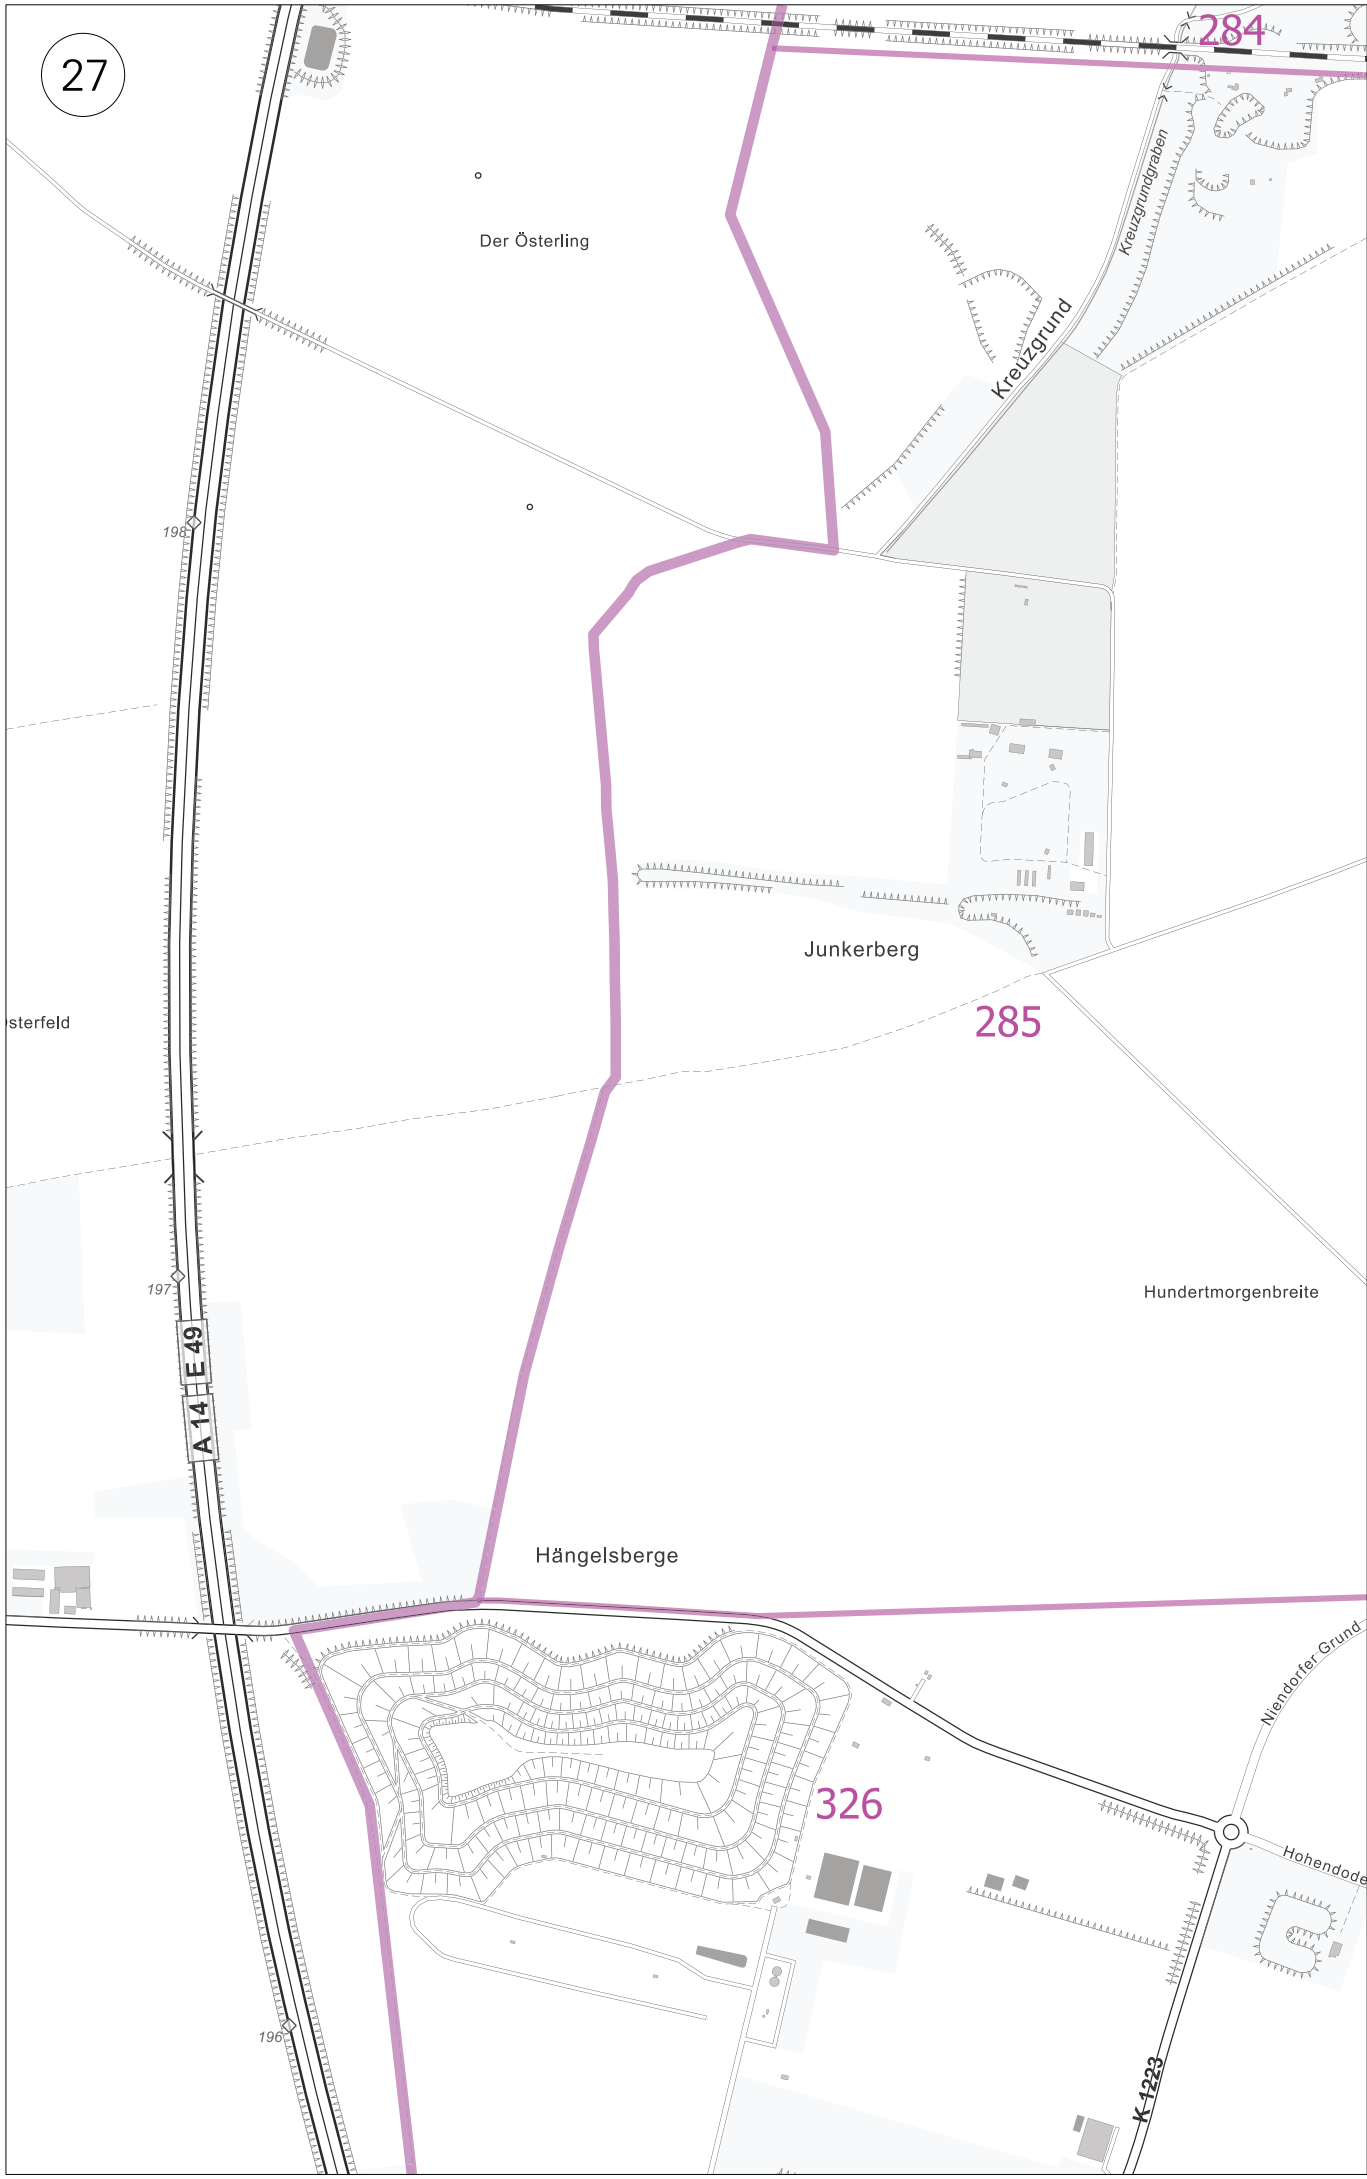 27
284
Kreuzgrundgraben
Der Österling
Kreuzgrund
198
Junkerberg
285
sterfeld
197
Hundertmorgenbreite
E 49
A 14
Hängelsberge
Niendorfer Grund
326
Hohendode
196
K 1223